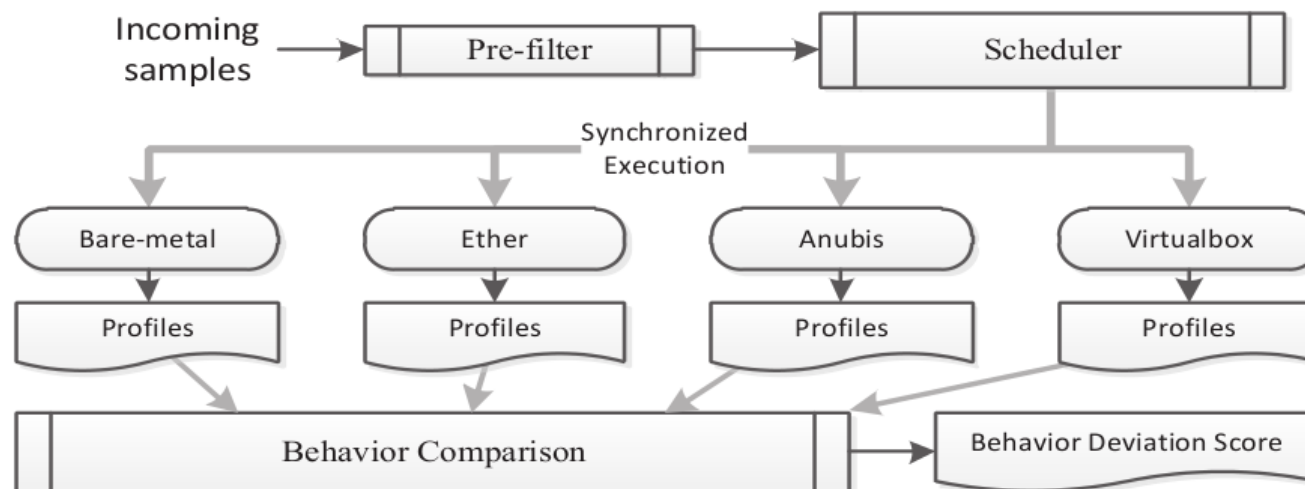 Incoming
samples
Pre-filter
Scheduler
Synchronized
Execution
Bare-metal
Ether
Anubis
Virtualbox
Profiles
Profiles
Profiles
Profiles
Behavior Comparison
Behavior Deviation Score